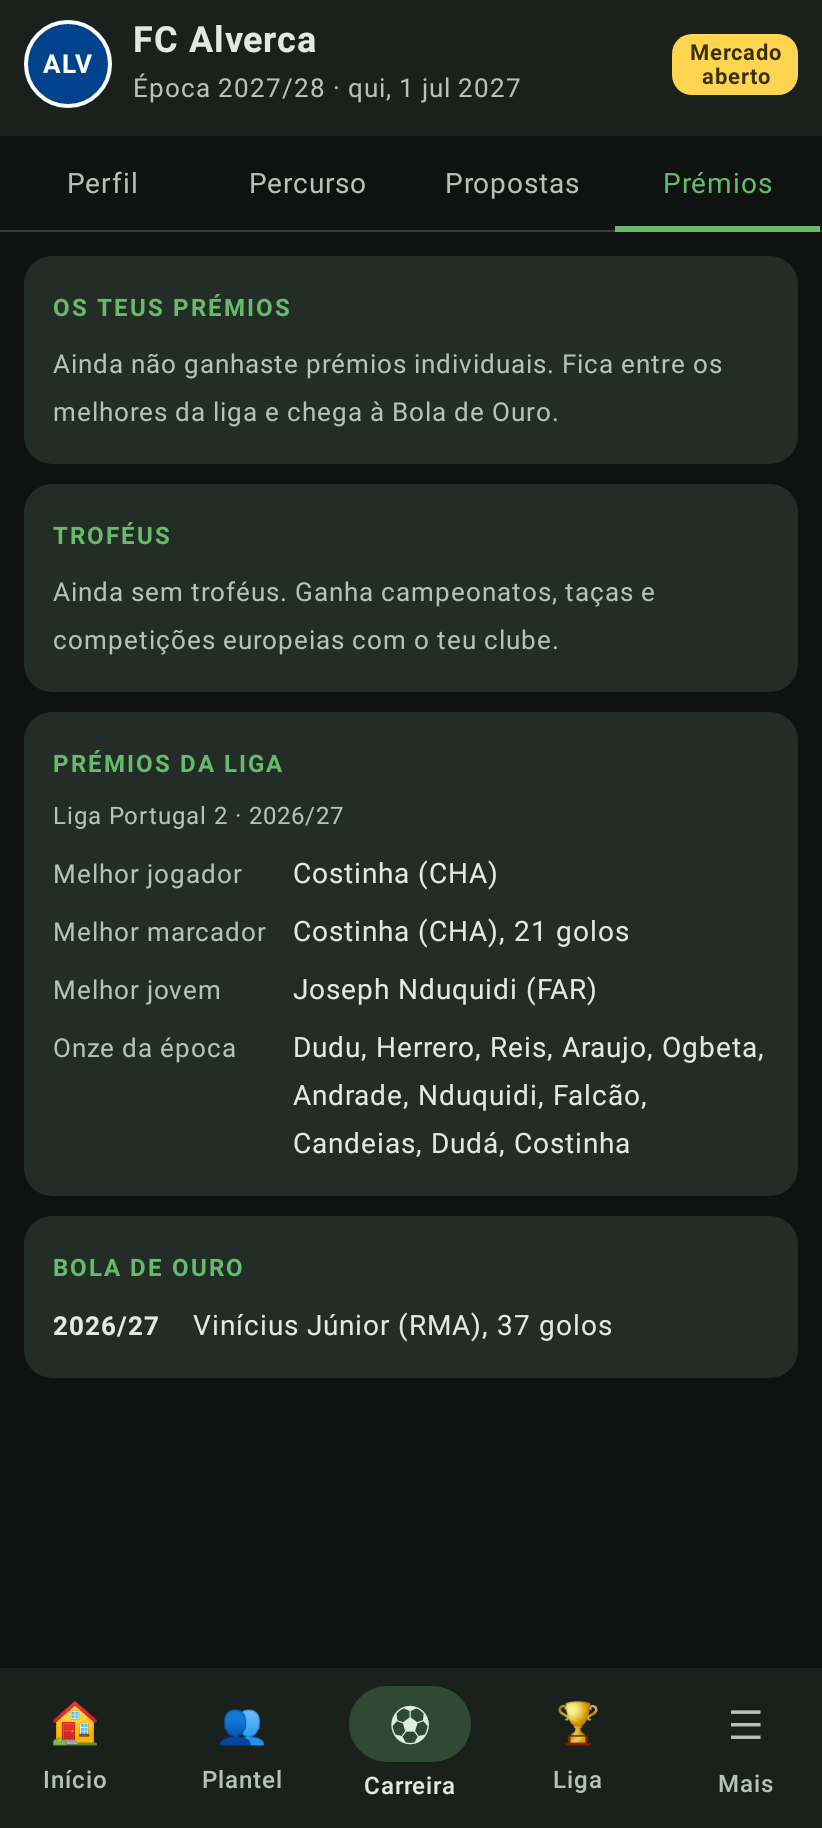 ALV
FC Alverca
Época 2027/28 · qui, 1 jul 2027
Mercado
aberto
Perfil
Percurso
Propostas
Prémios
OS TEUS PRÉMIOS
Ainda não ganhaste prémios individuais. Fica entre os
melhores da liga e chega à Bola de Ouro.
TROFÉUS
Ainda sem troféus. Ganha campeonatos, taças e
competições europeias com o teu clube.
PRÉMIOS DA LIGA
Liga Portugal 2 · 2026/27
Melhor jogador Costinha (CHA)
Melhor marcador Costinha (CHA), 21 golos
Melhor jovem Joseph Nduquidi (FAR)
Onze da época Dudu, Herrero, Reis, Araujo, Ogbeta,
Andrade, Nduquidi, Falcão,
Candeias, Dudá, Costinha
BOLA DE OURO
2026/27 Vinícius Júnior (RMA), 37 golos
Início
Plantel
Carreira
Liga
Mais